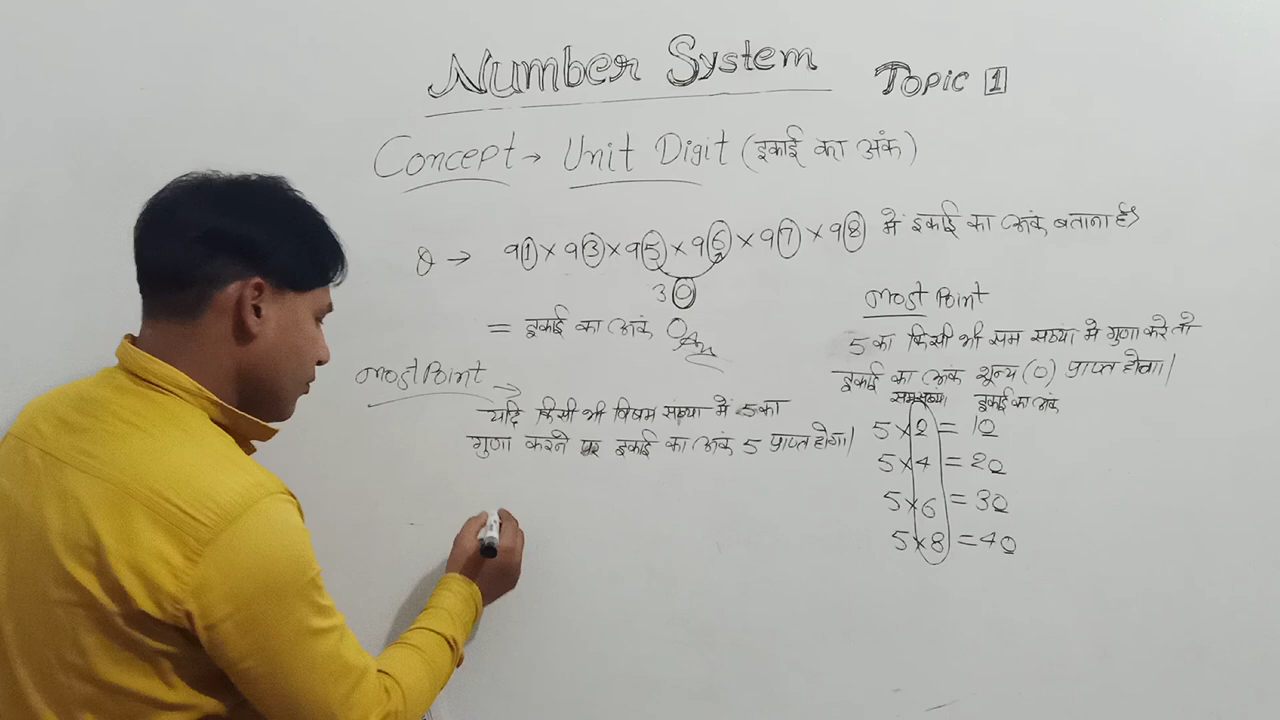 Number System Topic 1
Concept → Unit Digit (इकाई का अंक)
Q → 91 × 93 × 95 × 96 × 97 × 98 में इकाई का अंक बताना है?
30
= इकाई का अंक 0 Ans
Most Point
5 का किसी भी सम संख्या में गुणा करे तो
इकाई का अंक शून्य (0) प्राप्त होगा।
समसंख्या इकाई का अंक
5 × 2 = 10
5 × 4 = 20
5 × 6 = 30
5 × 8 = 40
Most Point →
यदि किसी भी विषम संख्या में 5 का
गुणा करने पर इकाई का अंक 5 प्राप्त होगा।